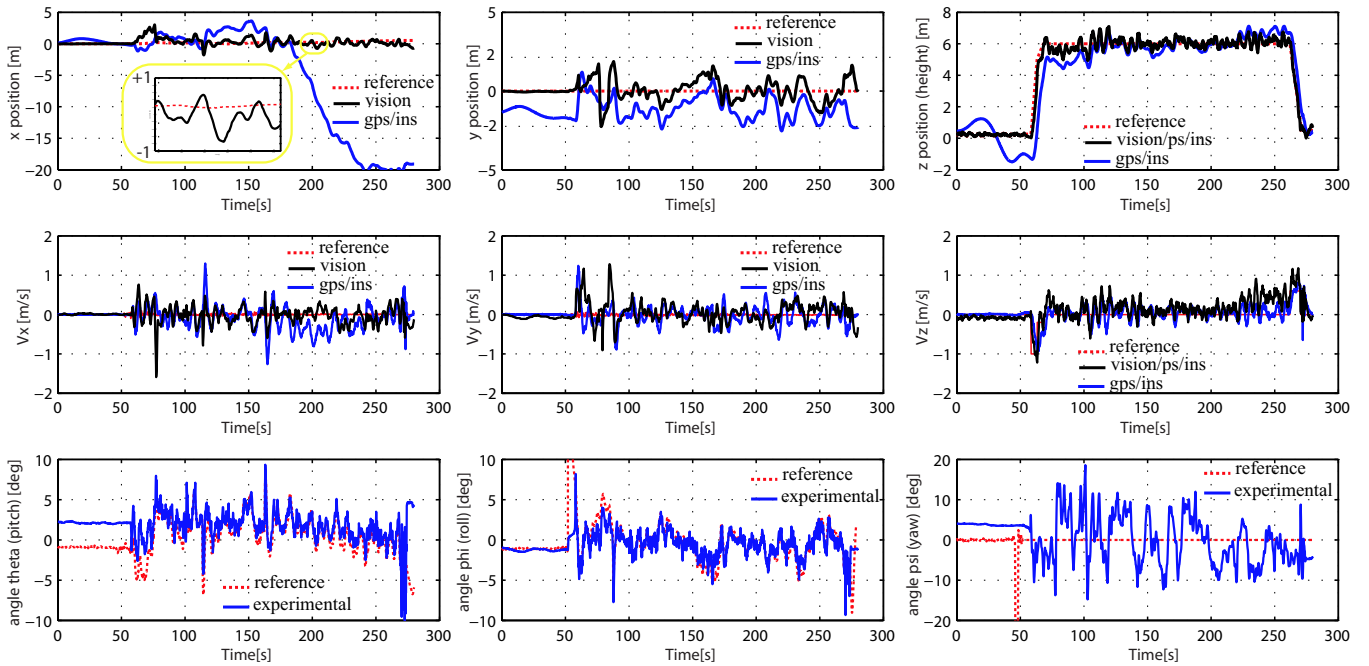 5
0
−5
−10
−15
−20
x position [m]
+1
-1
reference
vision
gps/ins
0 50 100 150 200 250 300
Time[s]
5
2
0
−2
−5
y position [m]
reference
vision
gps/ins
0 50 100 150 200 250 300
Time[s]
8
6
4
2
0
−2
z position (height) [m]
reference
vision/ps/ins
gps/ins
0 50 100 150 200 250 300
Time[s]
2
1
0
−1
−2
Vx [m/s]
reference
vision
gps/ins
0 50 100 150 200 250 300
Time[s]
2
1
0
−1
−2
Vy [m/s]
reference
vision
gps/ins
0 50 100 150 200 250 300
Time[s]
2
1
0
−1
−2
Vz [m/s]
reference
vision/ps/ins
gps/ins
0 50 100 150 200 250 300
Time[s]
10
5
0
−5
−10
angle theta (pitch) [deg]
reference
experimental
0 50 100 150 200 250 300
Time[s]
10
5
0
−5
−10
angle phi (roll) [deg]
reference
experimental
0 50 100 150 200 250 300
Time[s]
20
10
0
−10
−20
angle psi (yaw) [deg]
reference
experimental
0 50 100 150 200 250 300
Time[s]